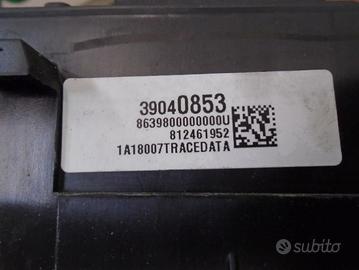 39040853
8639800000000U
812461952
1A18007TRACEDATA
subito